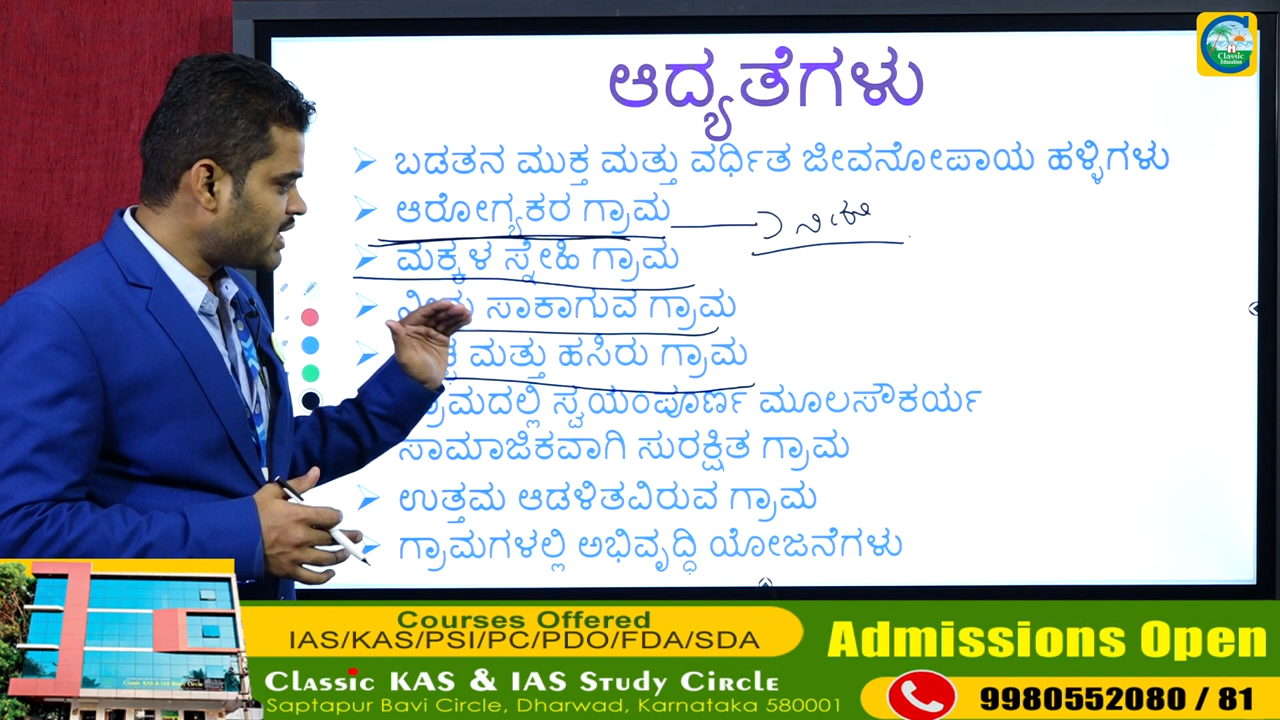 Classic
Education
ಆದ್ಯತೆಗಳು
ಬಡತನ ಮುಕ್ತ ಮತ್ತು ವರ್ಧಿತ ಜೀವನೋಪಾಯ ಹಳ್ಳಿಗಳು
ಆರೋಗ್ಯಕರ ಗ್ರಾಮ
ಮಕ್ಕಳ ಸ್ನೇಹಿ ಗ್ರಾಮ
ಸಾಕಾಗುವ ಗ್ರಾಮ
ಮತ್ತು ಹಸಿರು ಗ್ರಾಮ
ಸ್ವಯಂಪೂರ್ಣ ಮೂಲಸೌಕರ್ಯ
ಸಾಮಾಜಿಕವಾಗಿ ಸುರಕ್ಷಿತ ಗ್ರಾಮ
ಉತ್ತಮ ಆಡಳಿತವಿರುವ ಗ್ರಾಮ
ಗ್ರಾಮಗಳಲ್ಲಿ ಅಭಿವೃದ್ಧಿ ಯೋಜನೆಗಳು
Courses Offered
IAS/KAS/PSI/PC/PDO/FDA/SDA
Classic KAS & IAS Study Circle
Saptapur Bavi Circle, Dharwad, Karnataka 580001
Admissions Open
9980552080 / 81